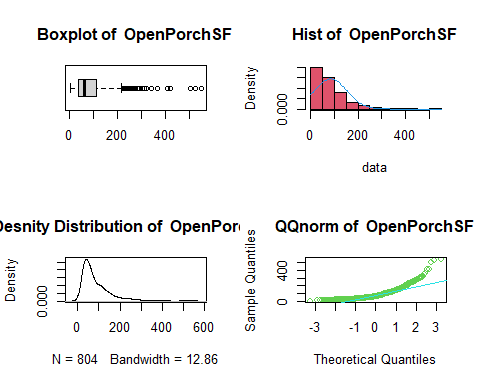 Boxplot of OpenPorchSF
0 200 400
Hist of OpenPorchSF
Density
0.000
0 200 400
data
Desnity Distribution of OpenPor
Density
0.000
0 200 400 600
N = 804 Bandwidth = 12.86
QQnorm of OpenPorchSF
Sample Quantiles
0 400
-3 -1 0 1 2 3
Theoretical Quantiles